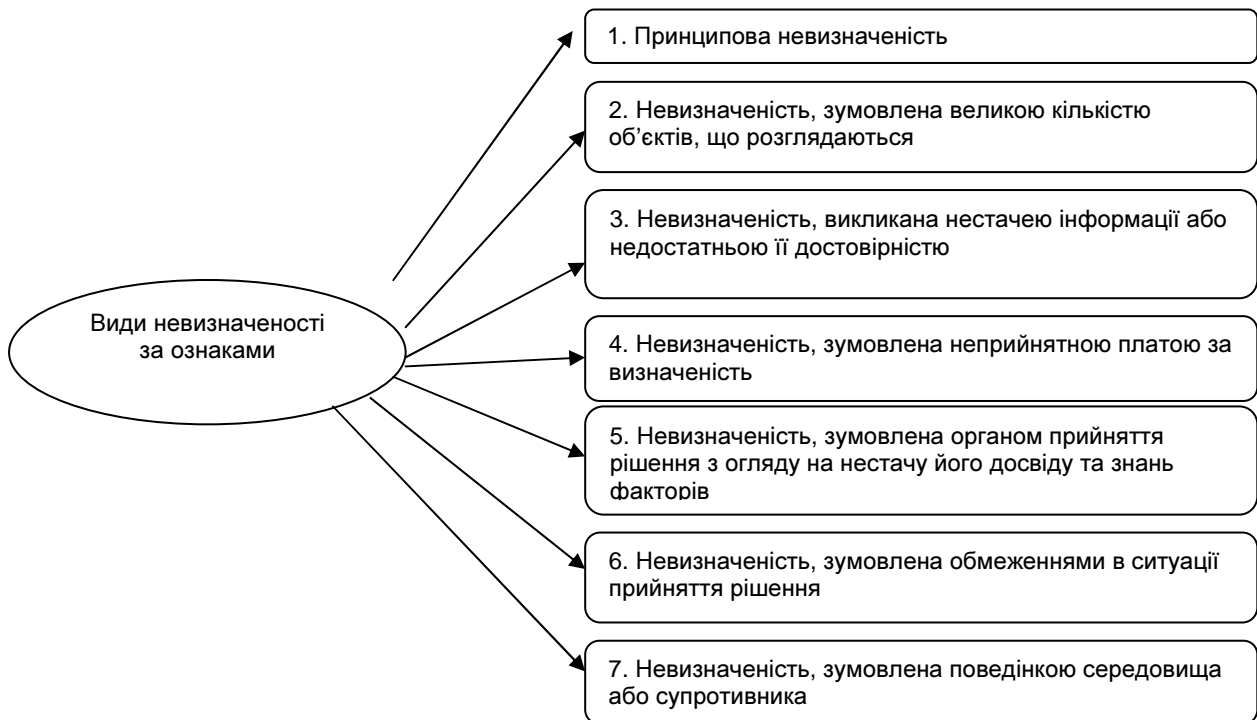 1. Принципова невизначеність
2. Невизначеність, зумовлена великою кількістю
об’єктів, що розглядаються
3. Невизначеність, викликана нестачею інформації або
недостатньою її достовірністю
Види невизначеності
за ознаками
4. Невизначеність, зумовлена неприйнятною платою за
визначеність
5. Невизначеність, зумовлена органом прийняття
рішення з огляду на нестачу його досвіду та знань
факторів
6. Невизначеність, зумовлена обмеженнями в ситуації
прийняття рішення
7. Невизначеність, зумовлена поведінкою середовища
або супротивника